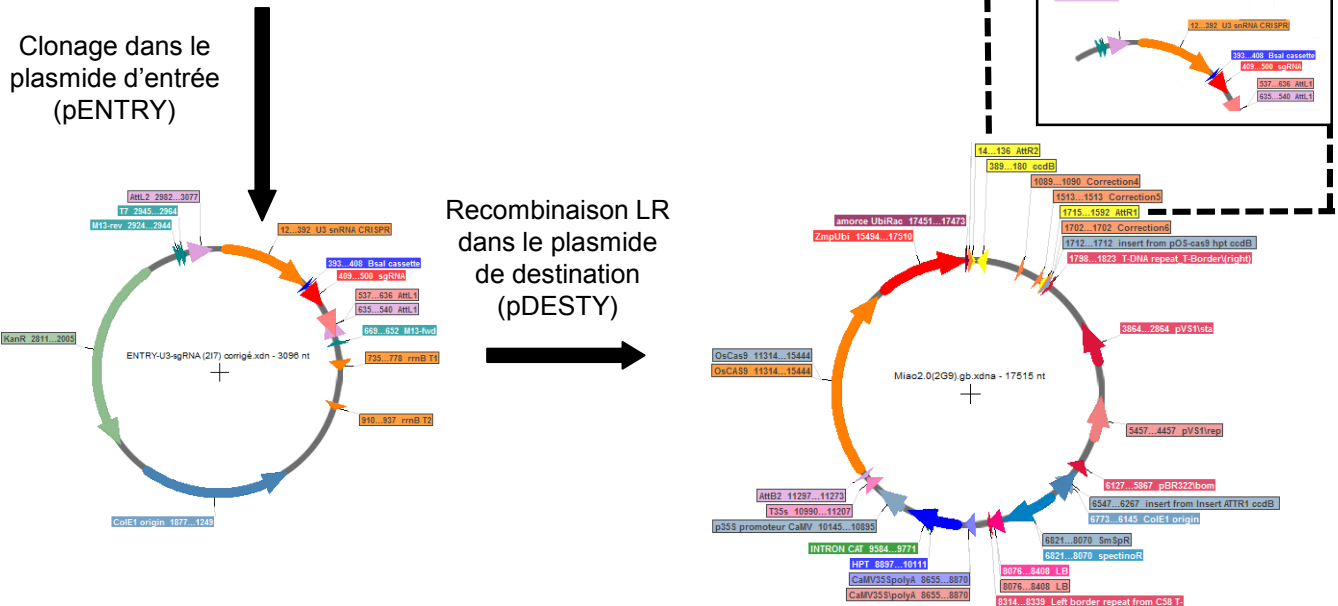 Clonage dans le
plasmide d'entrée
(pENTRY)
12...392 U3 snRNA CRISPR
393...408 BsaI cassette
409...500 sgRNA
537...636 AttL1
635...540 AttL1
AttL2 2982...3077
T7 2945...2964
M13-rev 2924...2944
12...392 U3 snRNA CRISPR
393...408 BsaI cassette
409...500 sgRNA
537...636 AttL1
635...540 AttL1
669...652 M13-fwd
735...778 rrnB T1
910...937 rrnB T2
KanR 2811...2005
ENTRY-U3-sgRNA (2I7) corrigé.xdn - 3096 nt
ColE1 origin 1877...1249
Recombinaison LR
dans le plasmide
de destination
(pDESTY)
14...136 AttR2
389...180 ccdB
1089...1090 Correction4
1513...1513 Correction5
1715...1592 AttR1
1702...1702 Correction6
1712...1712 insert from pOS-cas9 hpt ccdB
1798...1823 T-DNA repeat_T-Border\(right)
amorce UbiRac 17451...17473
ZmpUbi 15494...17510
3864...2864 pVS1\sta
OsCas9 11314...15444
OsCAS9 11314...15444
Miao2.0(2G9).gb.xdna - 17515 nt
5457...4457 pVS1\rep
6127...5867 pBR322\bom
6547...6267 insert from Insert ATTR1 ccdB
6773...6145 ColE1 origin
6821...8070 SmSpR
6821...8070 spectinoR
AttB2 11297...11273
T35s 10990...11207
p35S promoteur CaMV 10145...10895
INTRON CAT 9584...9771
HPT 8897...10111
CaMV35SpolyA 8655...8870
CaMV35S\polyA 8655...8870
8076...8408 LB
8076...8408 LB
8314...8339 Left border repeat from C58 T-